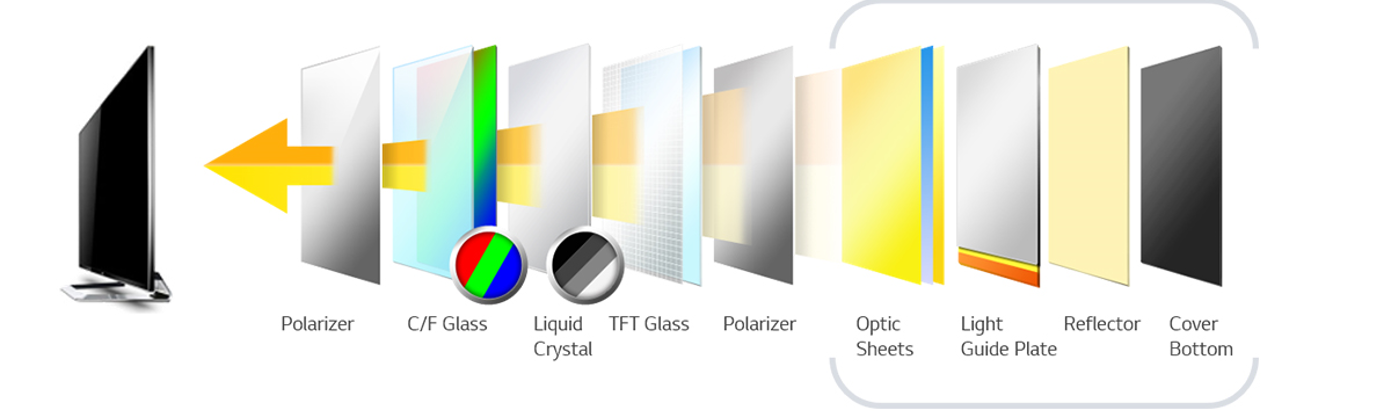 Polarizer
C/F Glass
Liquid
Crystal
TFT Glass
Polarizer
Optic
Sheets
Light
Guide Plate
Reflector
Cover
Bottom